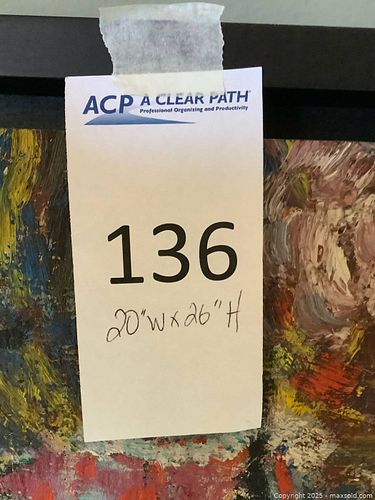 ACP A CLEAR PATH
Professional Organizing and Productivity
136
20"W x 26" H
Copyright 2025 - maxsold.com